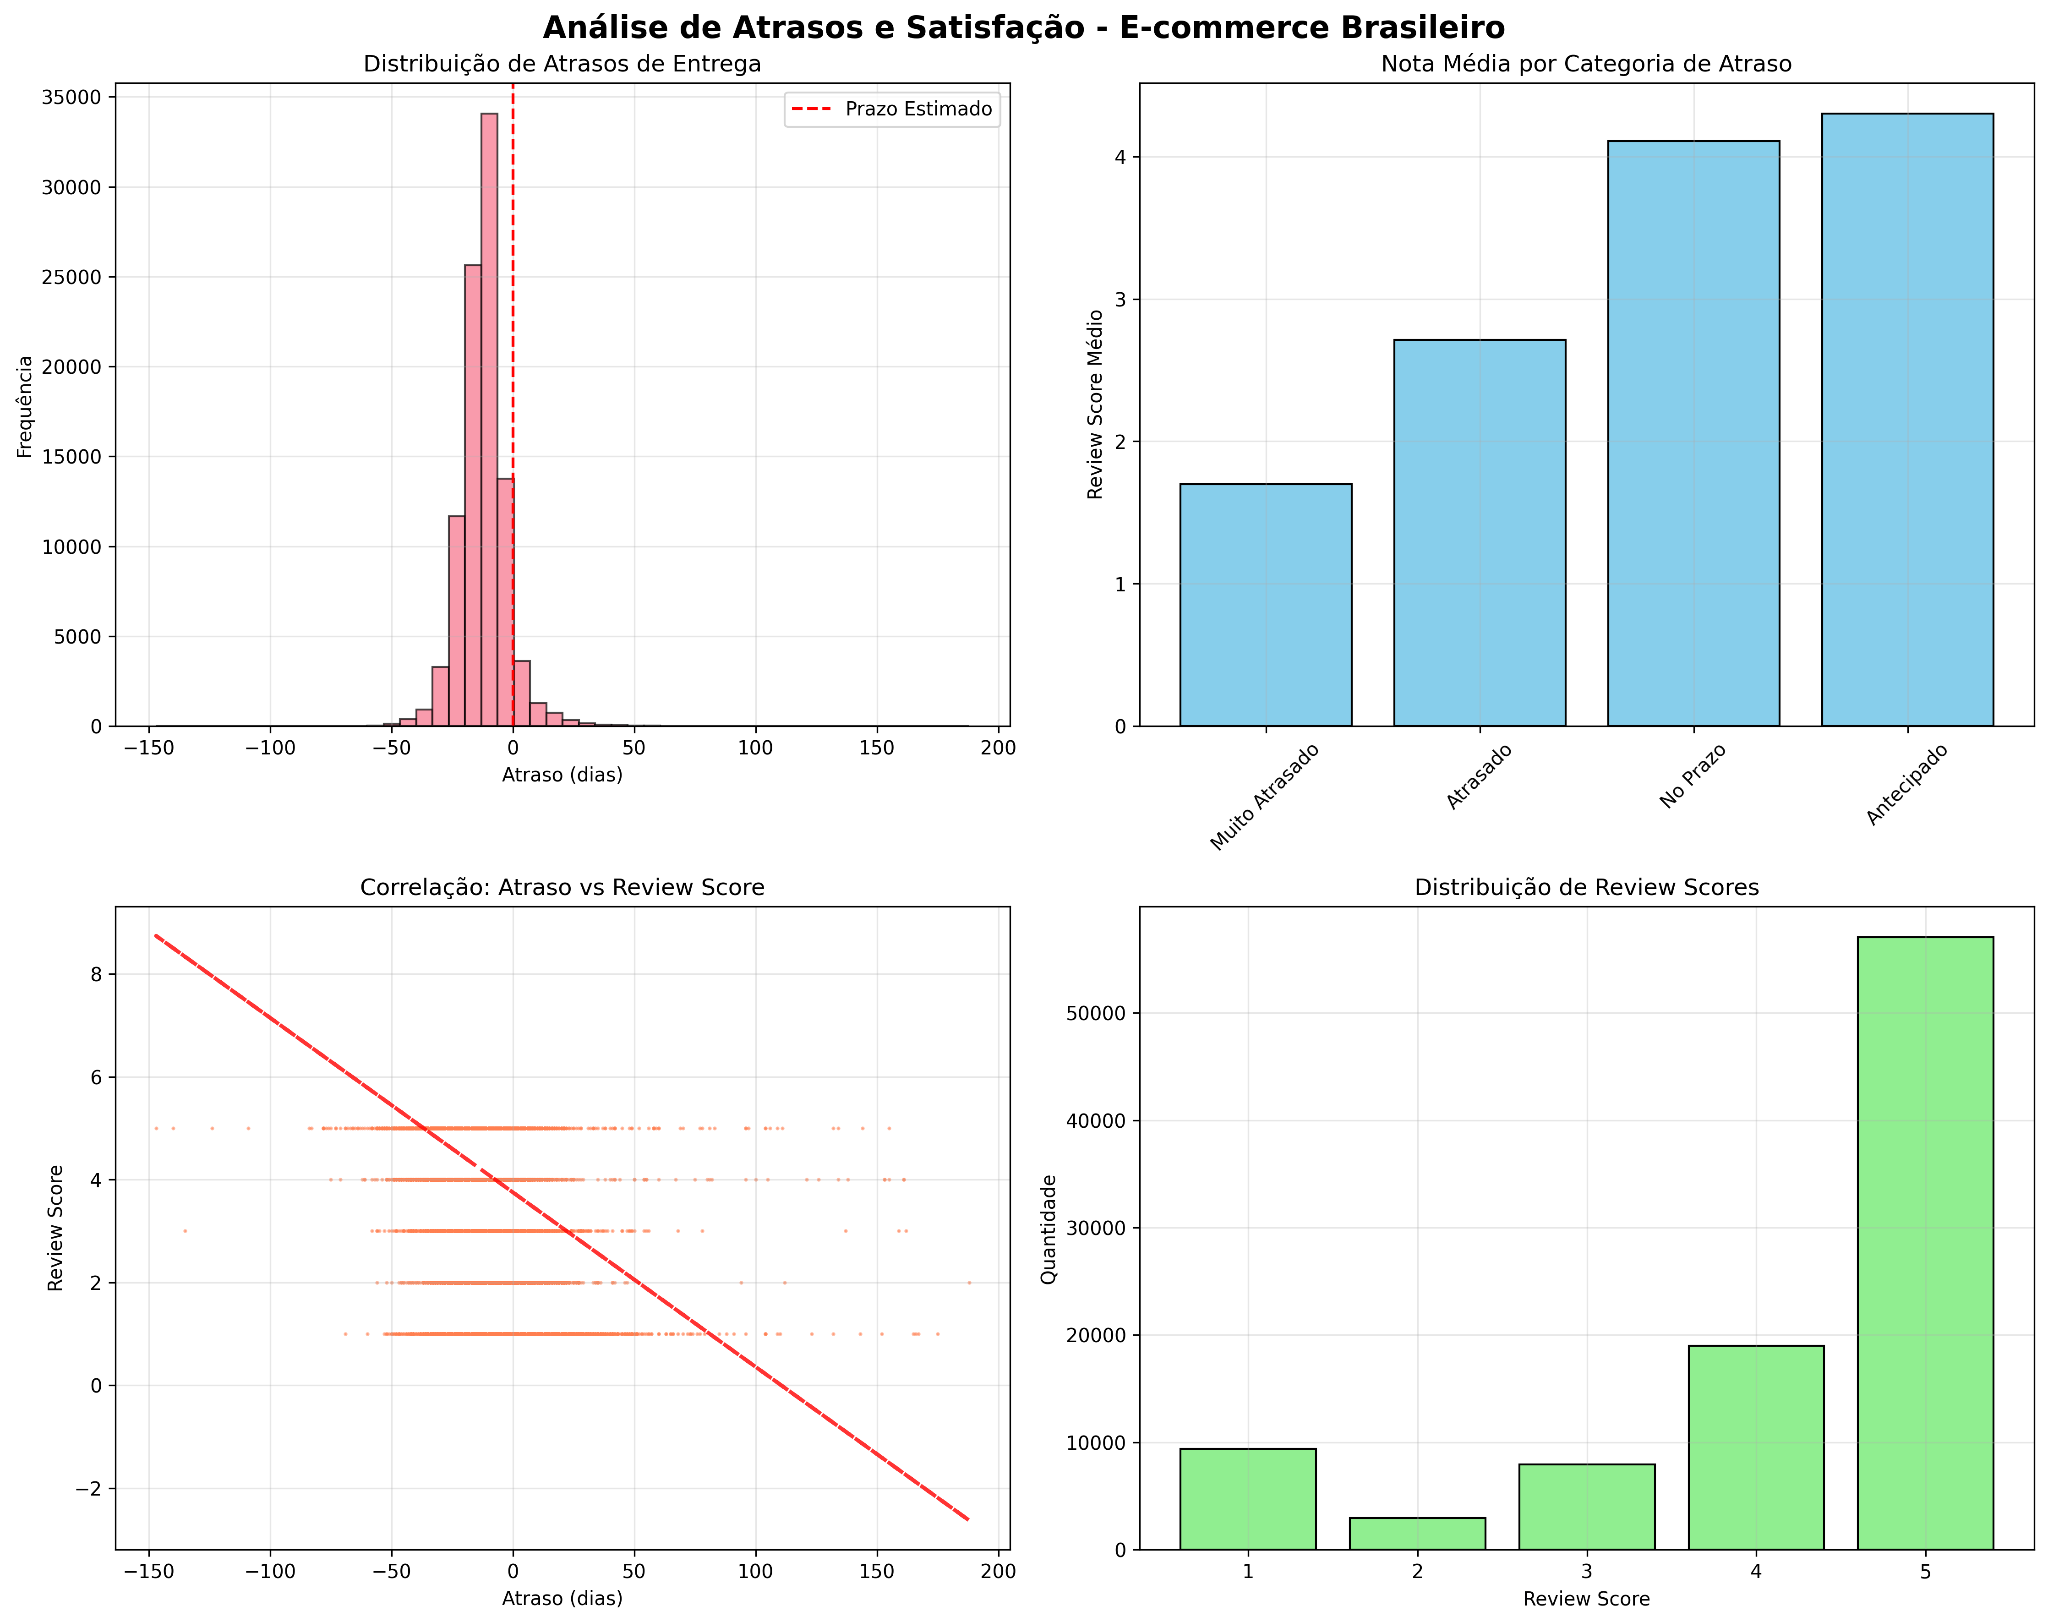 Análise de Atrasos e Satisfação - E-commerce Brasileiro
Distribuição de Atrasos de Entrega
Prazo Estimado
35000
30000
25000
20000
15000
10000
5000
0
Frequência
−150 −100 −50 0 50 100 150 200
Atraso (dias)
Nota Média por Categoria de Atraso
4
3
2
1
0
Review Score Médio
Muito Atrasado
Atrasado
No Prazo
Antecipado
Correlação: Atraso vs Review Score
8
6
4
2
0
−2
Review Score
−150 −100 −50 0 50 100 150 200
Atraso (dias)
Distribuição de Review Scores
50000
40000
30000
20000
10000
0
Quantidade
1 2 3 4 5
Review Score